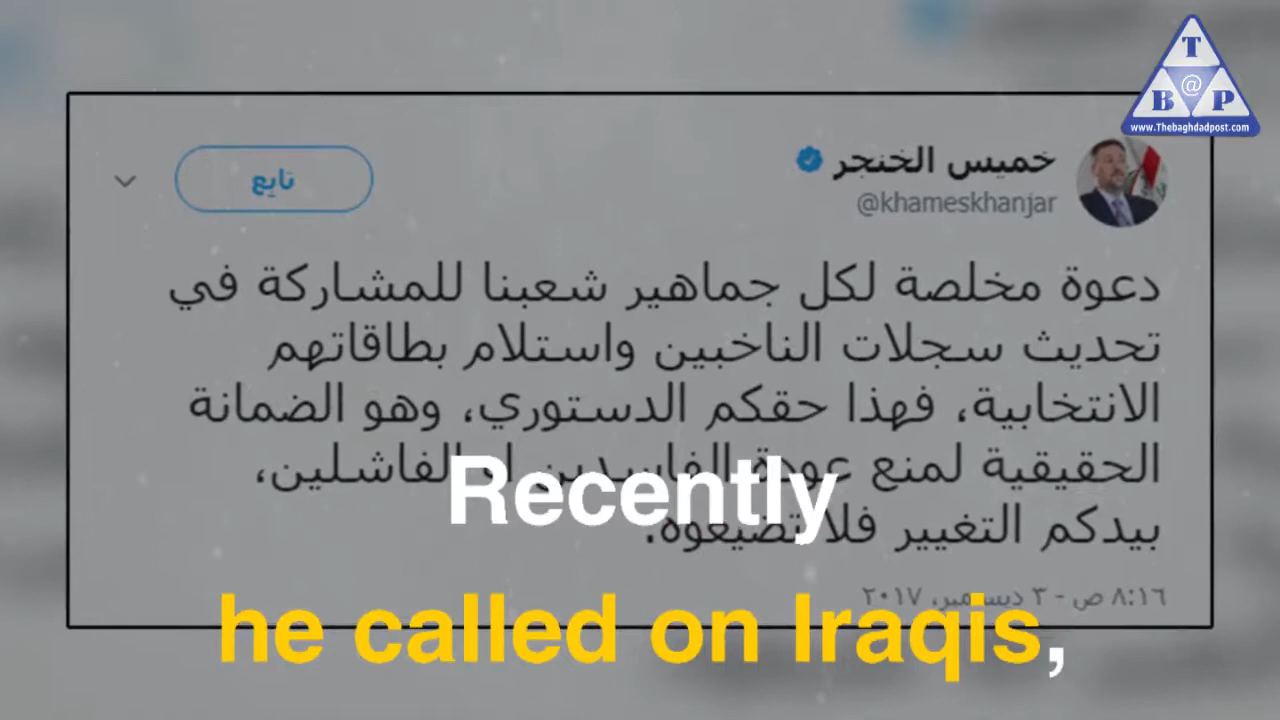 T
B @ P
www.Thebaghdadpost.com
خميس الخنجر
@khameskhanjar
تابع
دعوة مخلصة لكل جماهير شعبنا للمشاركة في
تحديث سجلات الناخبين واستلام بطاقاتهم
الانتخابية، فهذا حقكم الدستوري، وهو الضمانة
الحقيقية لمنع عودة الفاسدين او الفاشلين،
بيدكم التغيير فلا تضيعوه.
٨:١٦ ص - ٣ ديسمبر، ٢٠١٧
Recently
he called on Iraqis,